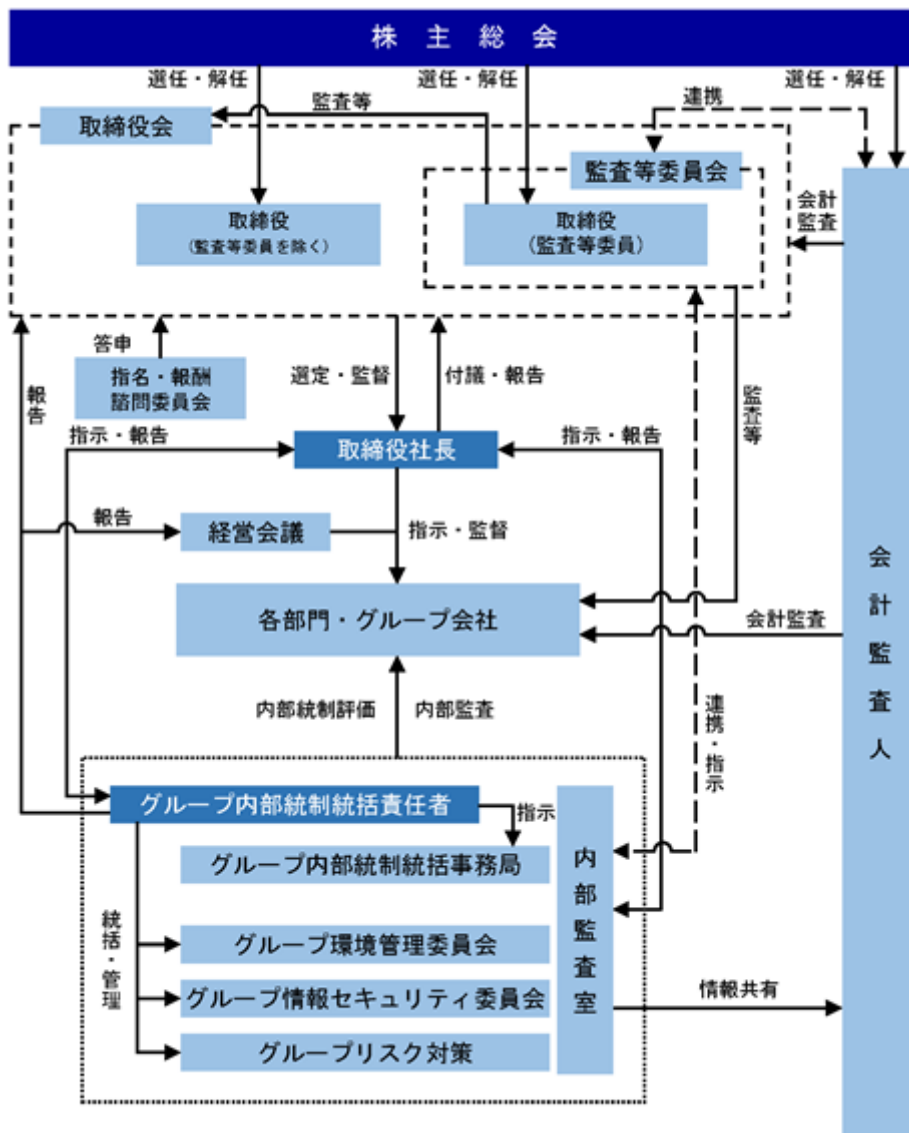 株主総会
選任・解任
選任・解任
選任・解任
監査等
連携
取締役会
監査等委員会
取締役
(監査等委員を除く)
取締役
(監査等委員)
会計
監査
答申
指名・報酬
諮問委員会
報告
選定・監督
付議・報告
監査等
指示・報告
取締役社長
指示・報告
報告
経営会議
指示・監督
各部門・グループ会社
会計監査
会計監査人
内部統制評価
内部監査
連携・指示
グループ内部統制統括責任者
指示
グループ内部統制統括事務局
内部監査室
統括・管理
グループ環境管理委員会
グループ情報セキュリティ委員会
グループリスク対策
情報共有